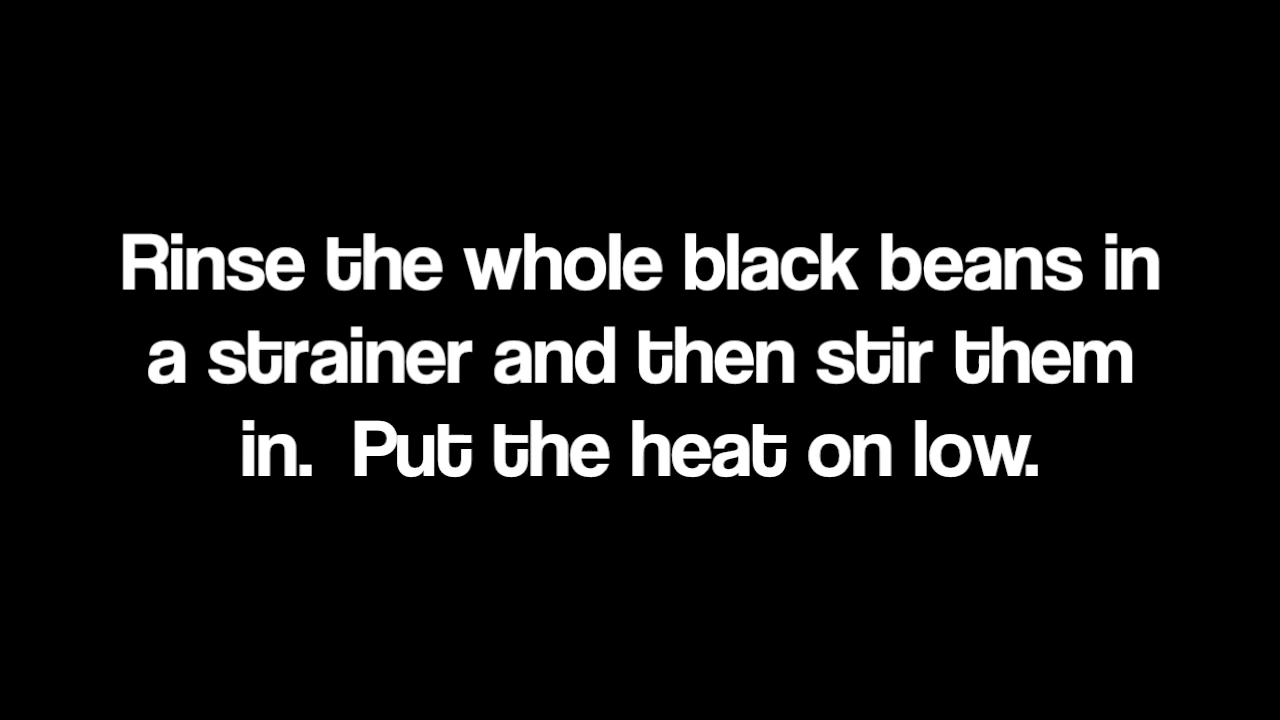 Rinse the whole black beans in
a strainer and then stir them
in.  Put the heat on low.